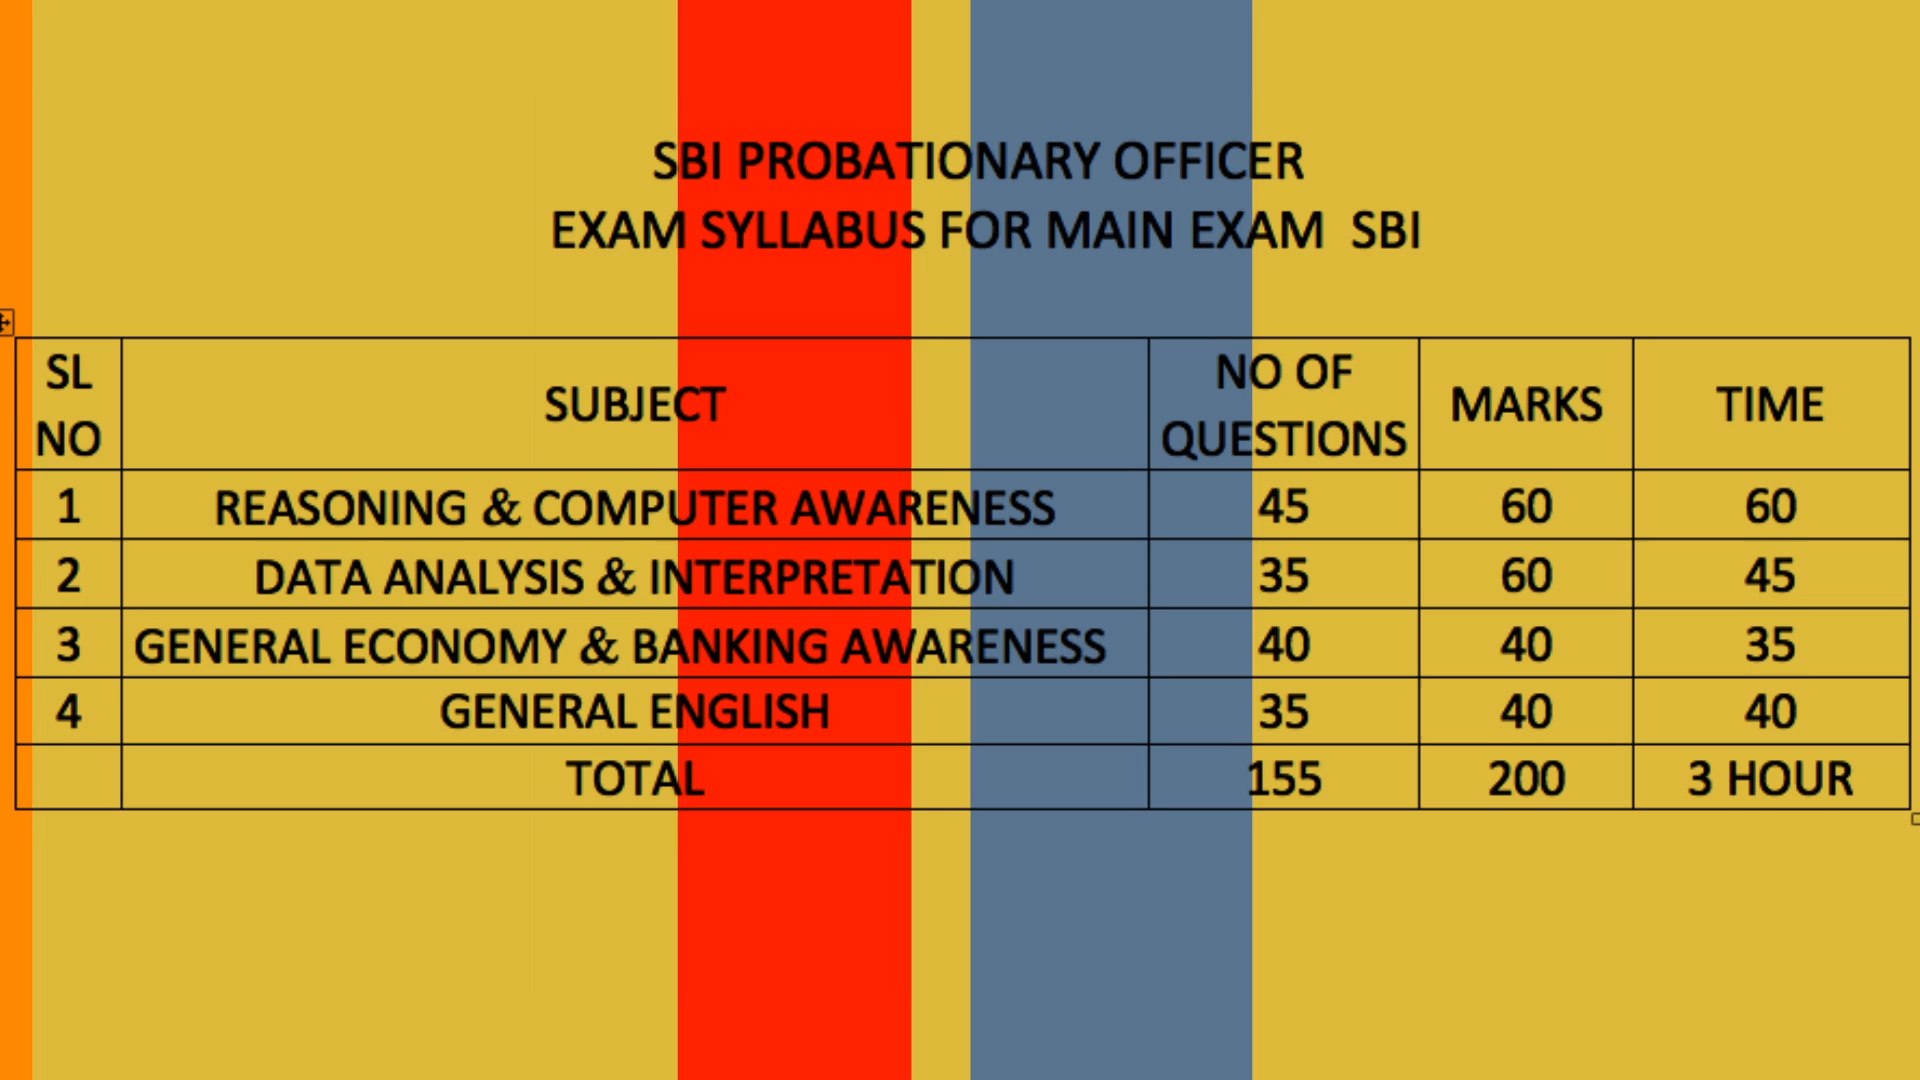 SBI PROBATIONARY OFFICER
EXAM SYLLABUS FOR MAIN EXAM SBI
SL NO SUBJECT NO OF QUESTIONS MARKS TIME
1 REASONING & COMPUTER AWARENESS 45 60 60
2 DATA ANALYSIS & INTERPRETATION 35 60 45
3 GENERAL ECONOMY & BANKING AWARENESS 40 40 35
4 GENERAL ENGLISH 35 40 40
TOTAL 155 200 3 HOUR